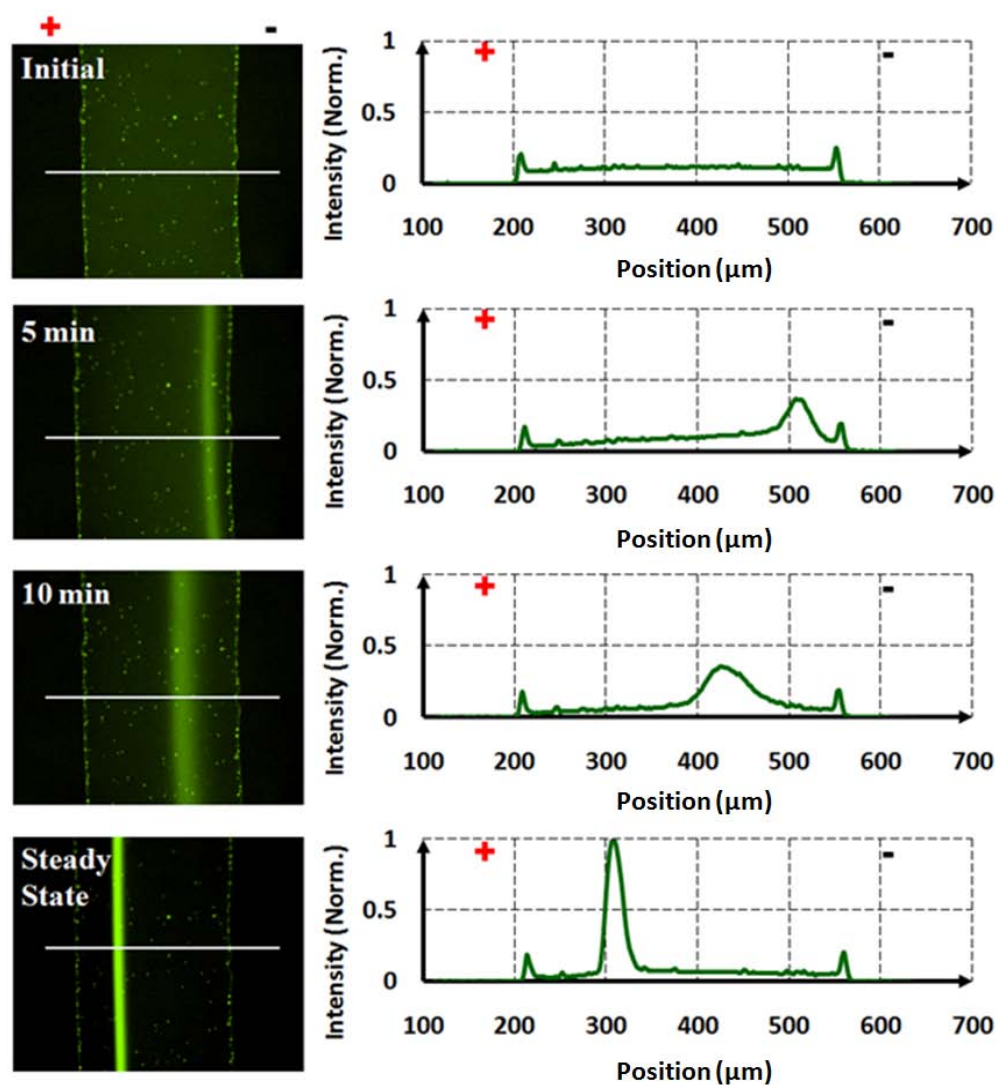 + -
Initial
1
+ -
0.5
0
Intensity (Norm.)
100 200 300 400 500 600 700
Position (μm)
5 min
1
+ -
0.5
0
Intensity (Norm.)
100 200 300 400 500 600 700
Position (μm)
10 min
1
+ -
0.5
0
Intensity (Norm.)
100 200 300 400 500 600 700
Position (μm)
Steady
State
1
+ -
0.5
0
Intensity (Norm.)
100 200 300 400 500 600 700
Position (μm)